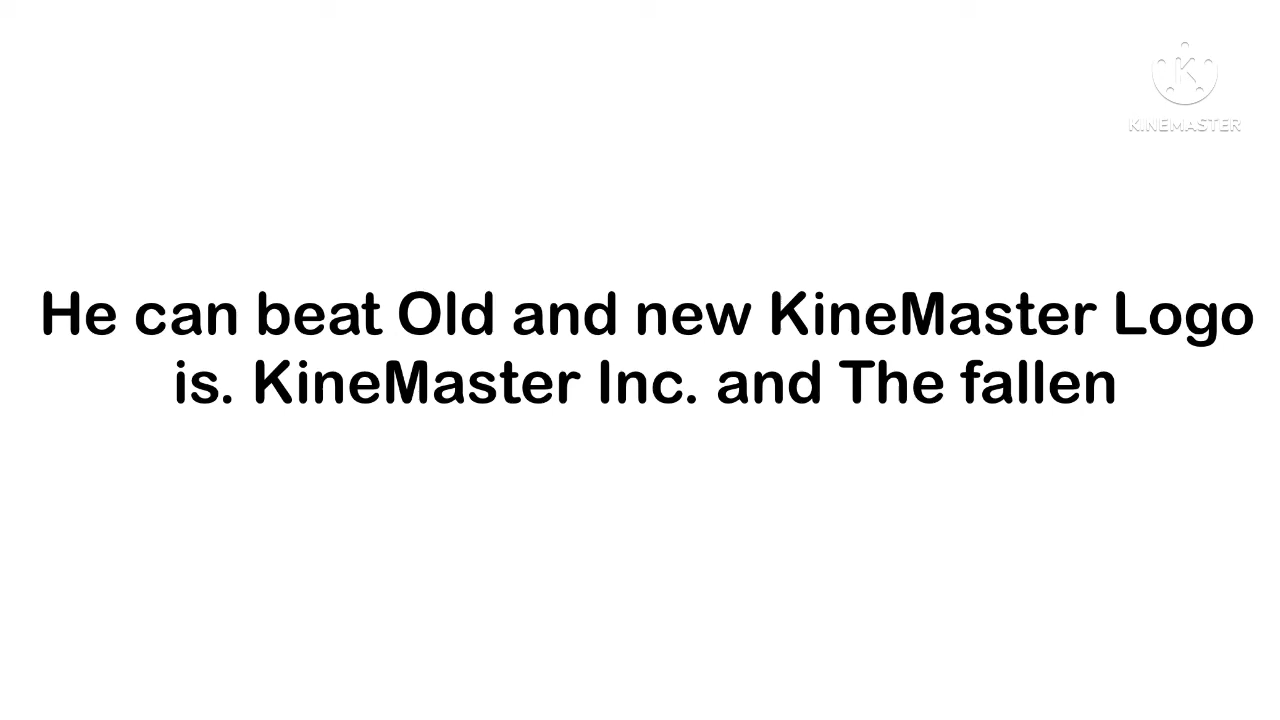 KINEMASTER
He can beat Old and new KineMaster Logo
is. KineMaster Inc. and The fallen